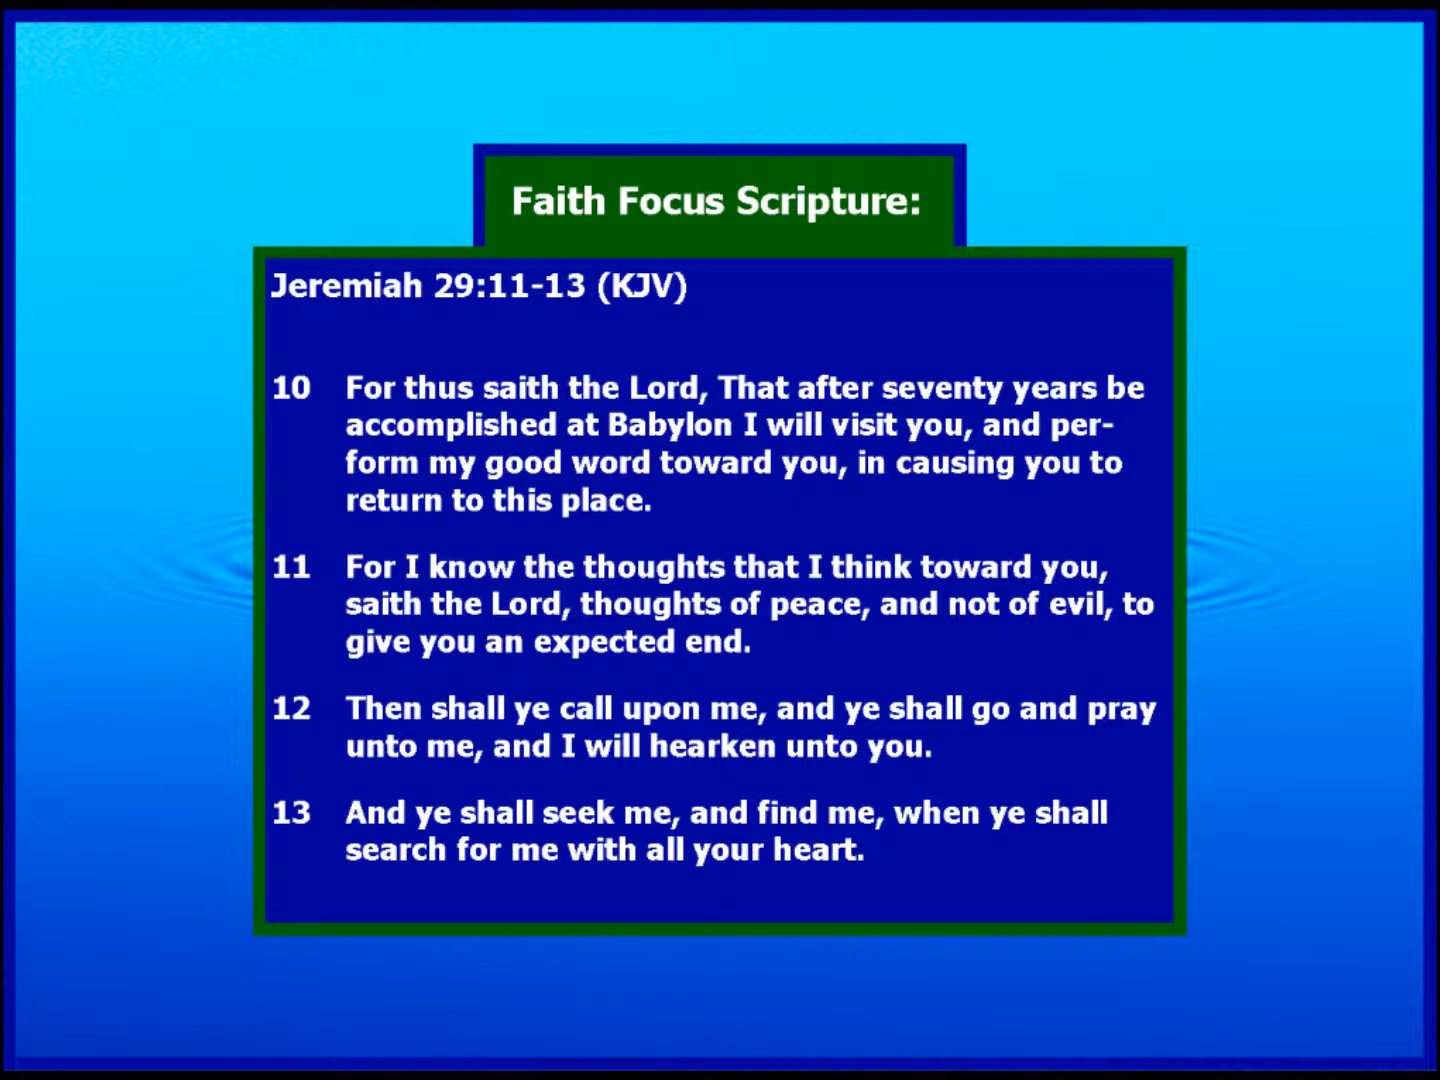 Faith Focus Scripture:
Jeremiah 29:11-13 (KJV)
10 For thus saith the Lord, That after seventy years be
accomplished at Babylon I will visit you, and per-
form my good word toward you, in causing you to
return to this place.
11 For I know the thoughts that I think toward you,
saith the Lord, thoughts of peace, and not of evil, to
give you an expected end.
12 Then shall ye call upon me, and ye shall go and pray
unto me, and I will hearken unto you.
13 And ye shall seek me, and find me, when ye shall
search for me with all your heart.